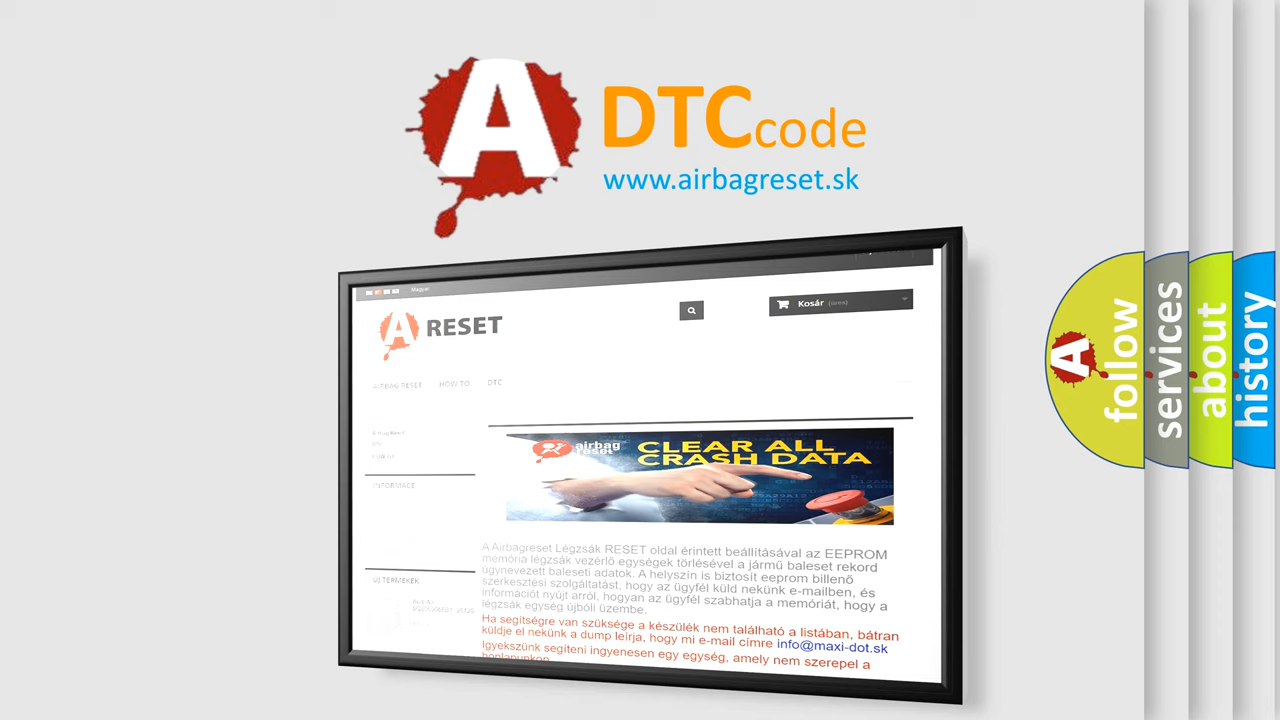 A
DTC code
www.airbagreset.sk
Magyar
A RESET
Kosár (üres)
AIRBAG RESET HOW TO DTC
INFORMACE
airbag
reset
CLEAR ALL
CRASH DATA
A Airbagreset Légzsák RESET oldal érintett beállításával az EEPROM
memória légzsák vezérlő egységek törlésével a jármű baleset rekord
úgynevezett baleseti adatok. A helyszín is biztosít eeprom billenő
szerkesztési szolgáltatást, hogy az ügyfél küld nekünk e-mailben, és
információt nyújt arról, hogyan az ügyfél szabhatja a memóriát, hogy a
légzsák egység újbóli üzembe.
Ha segítségre van szüksége a készülék nem található a listában, bátran
küldje el nekünk a dump leírja, hogy mi e-mail címre info@maxi-dot.sk
Igyekszünk segíteni ingyenesen egy egység, amely nem szerepel a
honlapunkon
ÚJ TERMÉKEK
A
follow
services
about
history